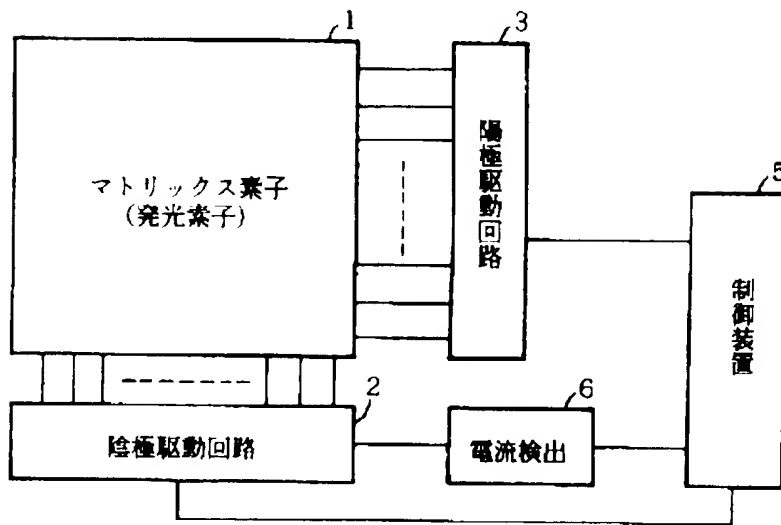 1
3
マトリックス素子
(発光素子)
陽極駆動回路
5
制御装置
2
陰極駆動回路
6
電流検出